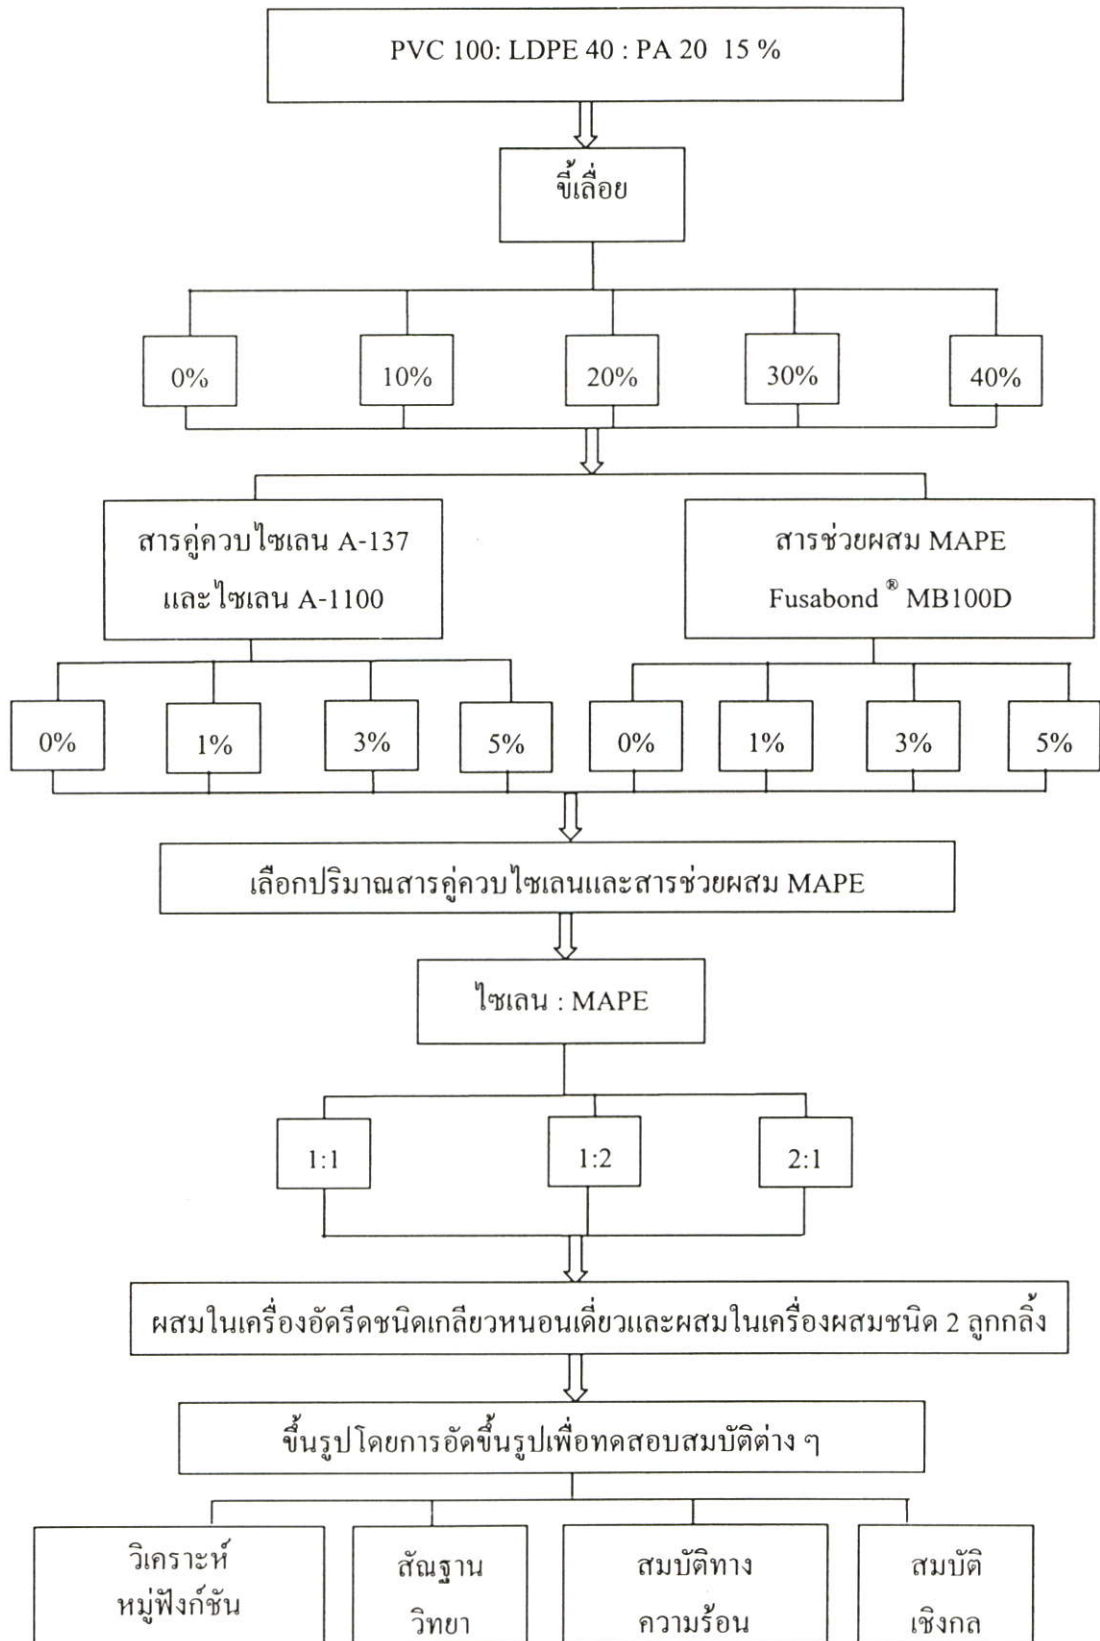 PVC 100: LDPE 40 : PA 20 15 %
ขี้เลื่อย
0%
10%
20%
30%
40%
สารคู่ควบไซเลน A-137
และไซเลน A-1100
สารช่วยผสม MAPE
Fusabond ® MB100D
0%
1%
3%
5%
0%
1%
3%
5%
เลือกปริมาณสารคู่ควบไซเลนและสารช่วยผสม MAPE
ไซเลน : MAPE
1:1
1:2
2:1
ผสมในเครื่องอัดรีดชนิดเกลียวหนอนเดี่ยวและผสมในเครื่องผสมชนิด 2 ลูกกลิ้ง
ขึ้นรูปโดยการอัดขึ้นรูปเพื่อทดสอบสมบัติต่าง ๆ
วิเคราะห์
หมู่ฟังก์ชัน
สัณฐาน
วิทยา
สมบัติทาง
ความร้อน
สมบัติ
เชิงกล